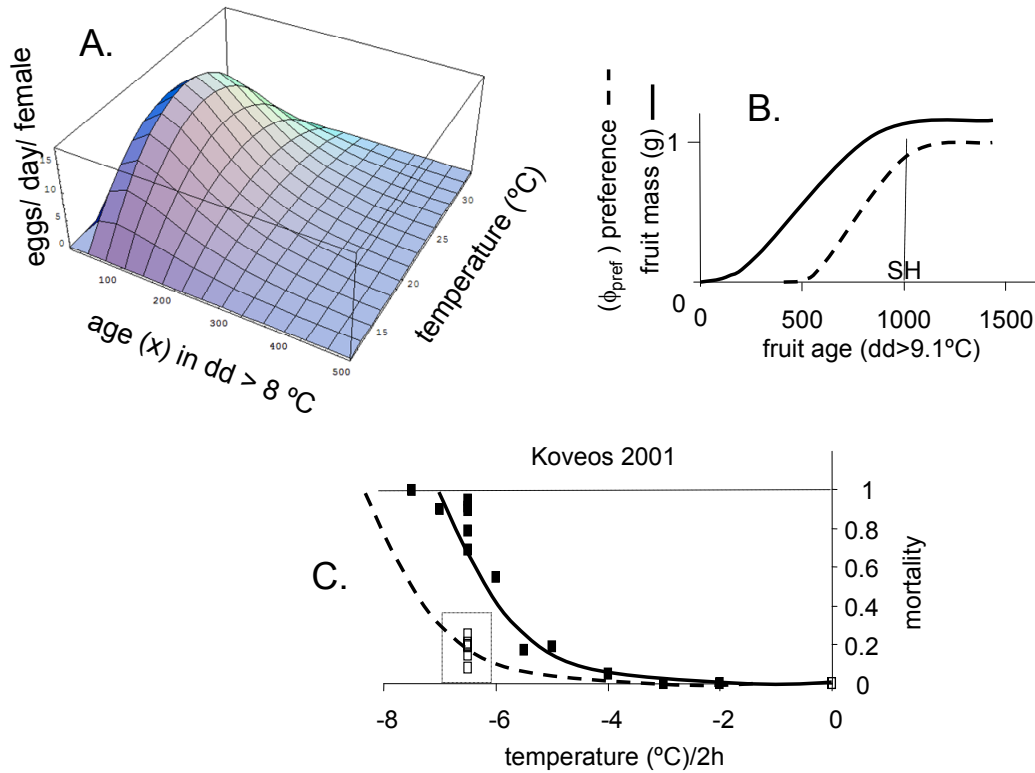 A.
eggs/ day/ female
15
10
5
0
100
200
300
400
500
age (x) in dd > 8 ºC
15
20
25
30
temperature (ºC)
B.
(ϕpref ) preference
fruit mass (g)
1
0
SH
0
500
1000
1500
fruit age (dd>9.1ºC)
Koveos 2001
C.
1
0.8
0.6
0.4
0.2
0
mortality
-8
-6
-4
-2
0
temperature (ºC)/2h